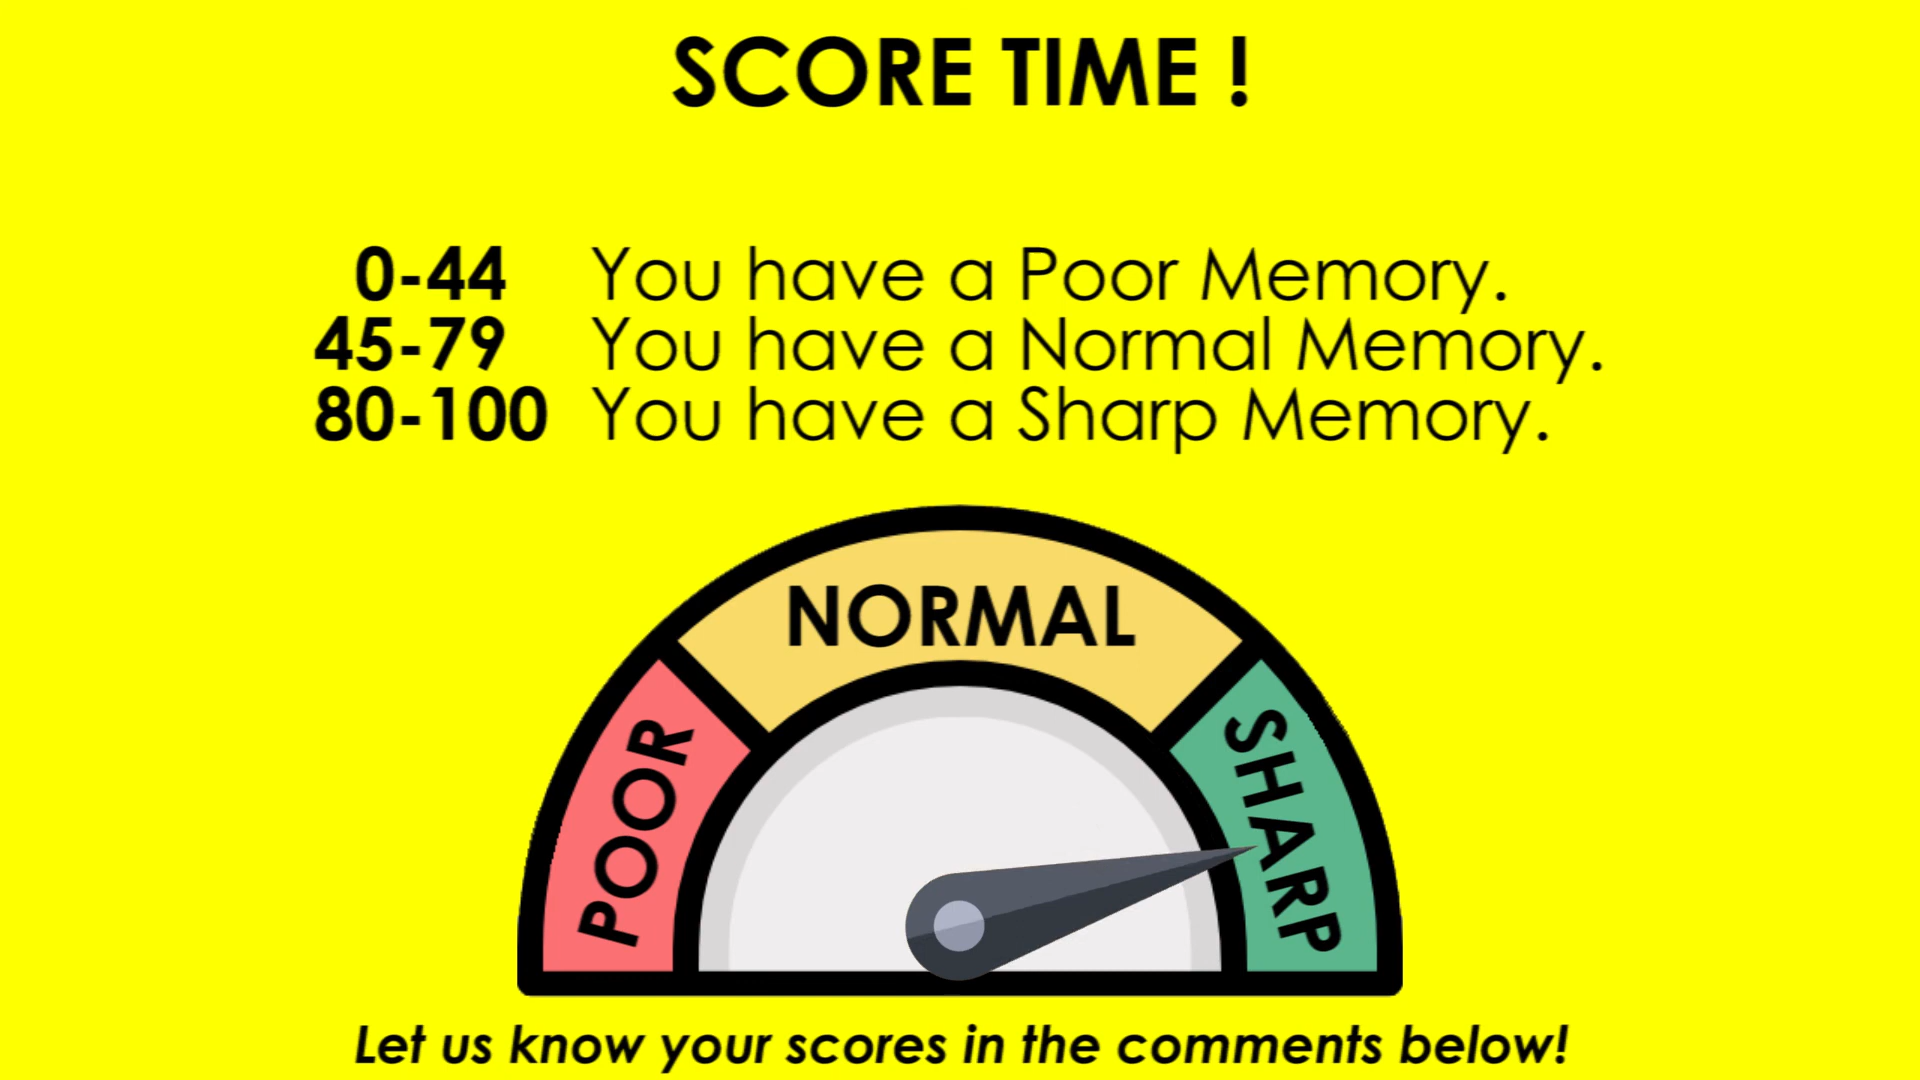 SCORE TIME !
0-44 You have a Poor Memory.
45-79 You have a Normal Memory.
80-100 You have a Sharp Memory.
POOR
NORMAL
SHARP
Let us know your scores in the comments below!